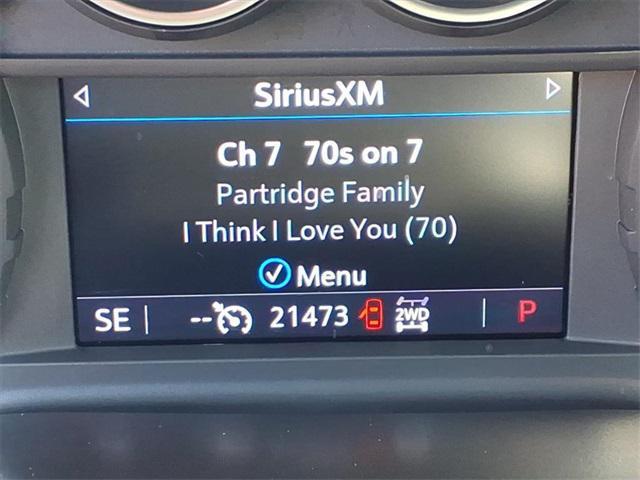 SiriusXM
Ch 7 70s on 7
Partridge Family
I Think I Love You (70)
Menu
SE -- 21473 2WD P